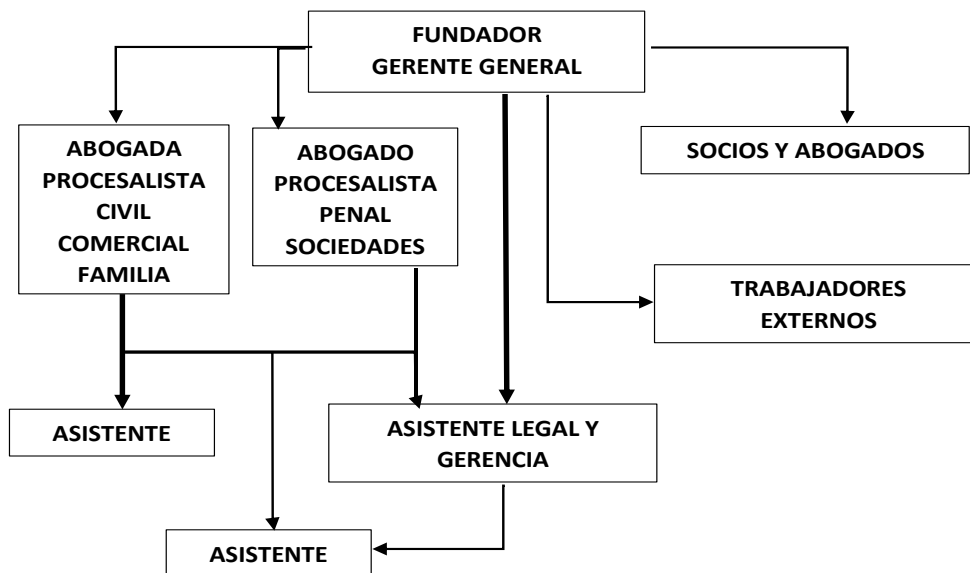 FUNDADOR
GERENTE GENERAL
ABOGADA
PROCESALISTA
CIVIL
COMERCIAL
FAMILIA
ABOGADO
PROCESALISTA
PENAL
SOCIEDADES
SOCIOS Y ABOGADOS
TRABAJADORES
EXTERNOS
ASISTENTE
ASISTENTE LEGAL Y
GERENCIA
ASISTENTE